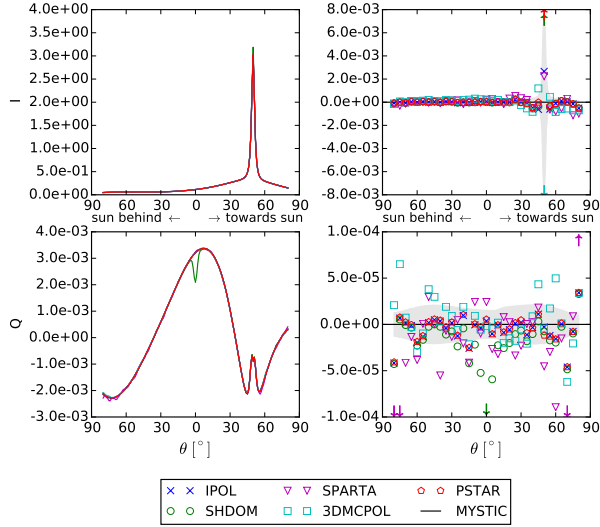 4.0e+00
3.5e+00
3.0e+00
2.5e+00
2.0e+00
1.5e+00
1.0e+00
5.0e-01
0.0e+00
I
90 60 30 0 30 60 90
8.0e-03
6.0e-03
4.0e-03
2.0e-03
0.0e+00
-2.0e-03
-4.0e-03
-6.0e-03
-8.0e-03
90 60 30 0 30 60 90
sun behind ← → towards sun
sun behind ← → towards sun
4.0e-03
3.0e-03
2.0e-03
1.0e-03
0.0e+00
-1.0e-03
-2.0e-03
-3.0e-03
Q
90 60 30 0 30 60 90
θ [°]
1.0e-04
5.0e-05
0.0e+00
-5.0e-05
-1.0e-04
90 60 30 0 30 60 90
θ [°]
IPOL SPARTA PSTAR
SHDOM 3DMCPOL MYSTIC